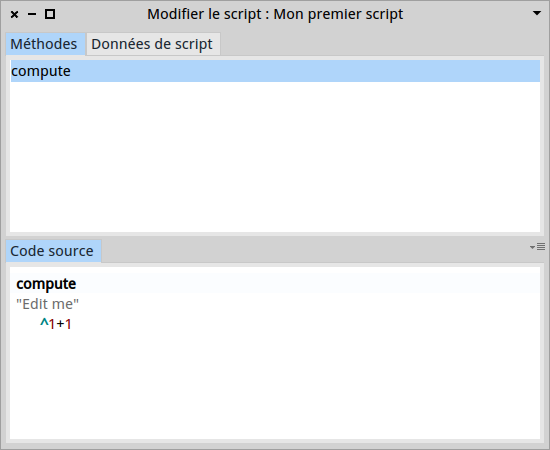 Modifier le script : Mon premier script
Méthodes Données de script
compute
Code source
compute
"Edit me"
^1+1